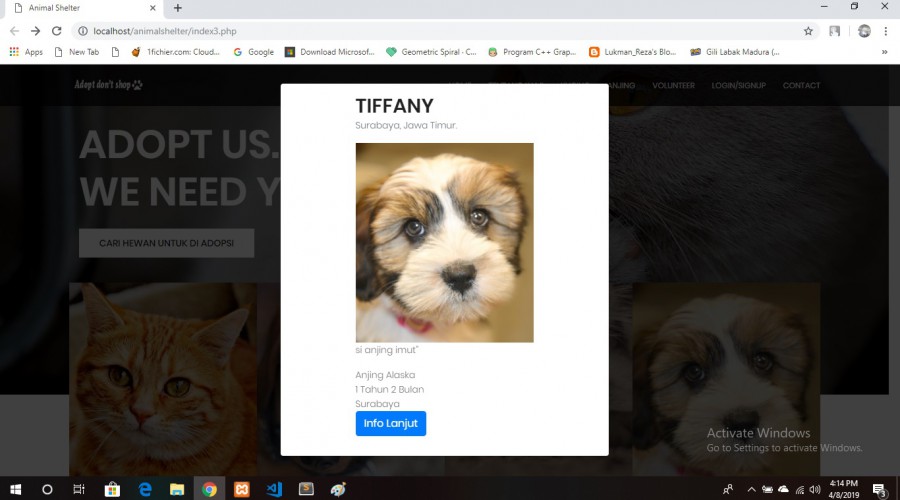 Animal Shelter
localhost/animalshelter/index3.php
Apps
New Tab
1fichier.com: Cloud...
Google
Download Microsof...
Geometric Spiral - C...
Program C++ Grap...
Lukman_Reza's Blo...
Gili Labak Madura (...
»
Adopt don't shop
ANJING
VOLUNTEER
LOGIN/SIGNUP
CONTACT
ADOPT US.
WE NEED Y
CARI HEWAN UNTUK DI ADOPSI
TIFFANY
Surabaya, Jawa Timur.
si anjing imut"
Anjing Alaska
1 Tahun 2 Bulan
Surabaya
Info Lanjut
Activate Windows
Go to Settings to activate Windows.
4:14 PM
4/8/2019
3